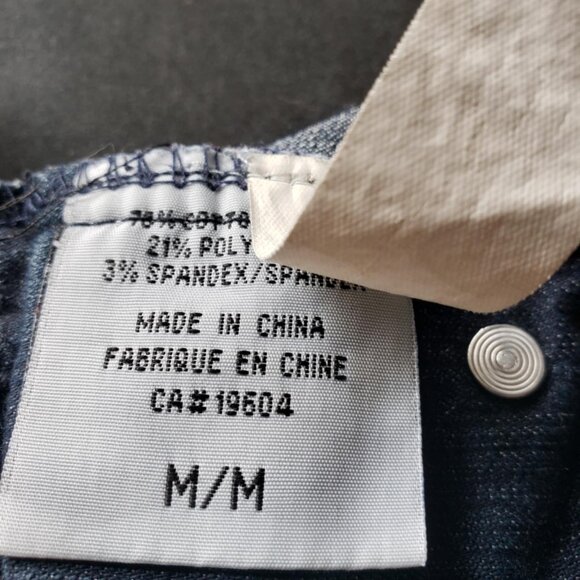 21% POLY
3% SPANDEX/SPANDEX
MADE IN CHINA
FABRIQUE EN CHINE
CA# 19604
M/M